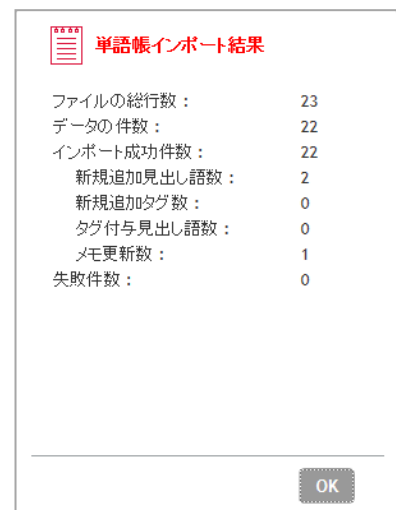 単語帳インポート結果
ファイルの総行数： 23
データの件数： 22
インポート成功件数： 22
新規追加見出し語数： 2
新規追加タグ数： 0
タグ付与見出し語数： 0
メモ更新数： 1
失敗件数： 0
OK